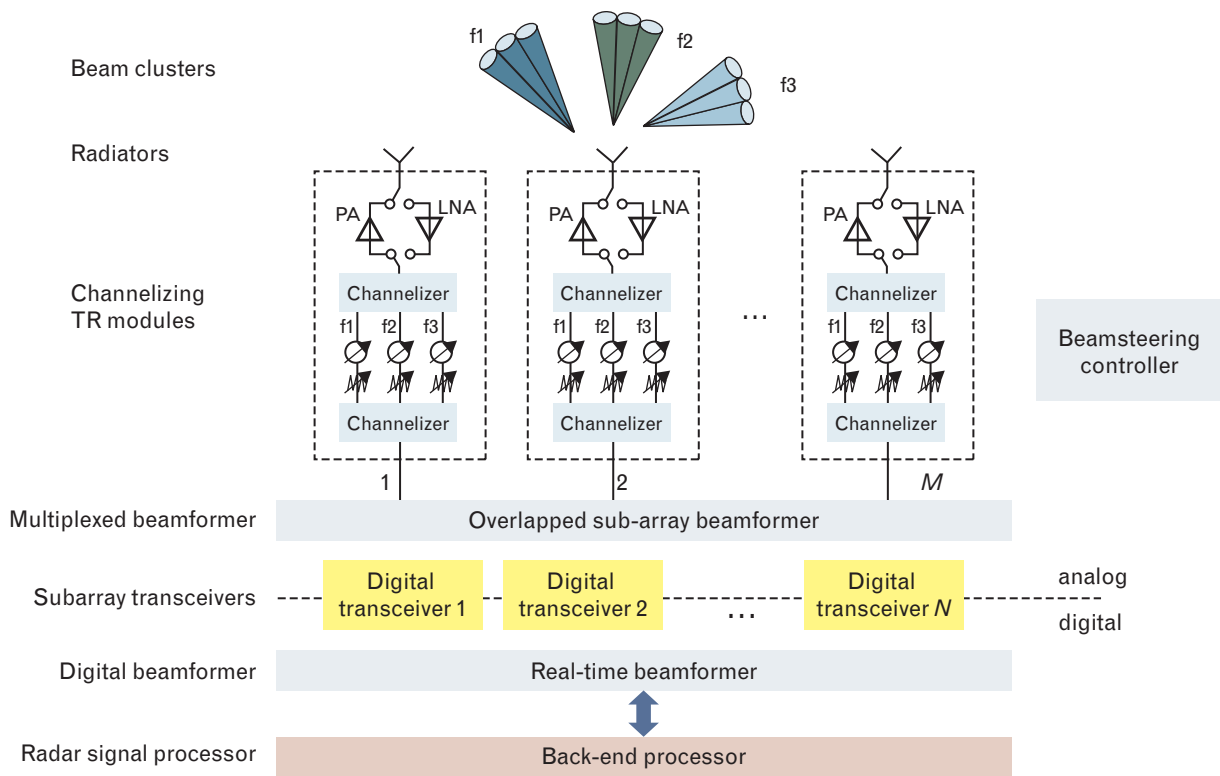 f1
f2
f3
Beam clusters
Radiators
PA
LNA
PA
LNA
PA
LNA
Channelizing
TR modules
Channelizer
Channelizer
Channelizer
f1 f2 f3
f1 f2 f3
...
f1 f2 f3
Beamsteering
controller
Channelizer
Channelizer
Channelizer
1
2
M
Multiplexed beamformer
Overlapped sub-array beamformer
Subarray transceivers
Digital
transceiver 1
Digital
transceiver 2
...
Digital
transceiver N
analog
digital
Digital beamformer
Real-time beamformer
Radar signal processor
Back-end processor